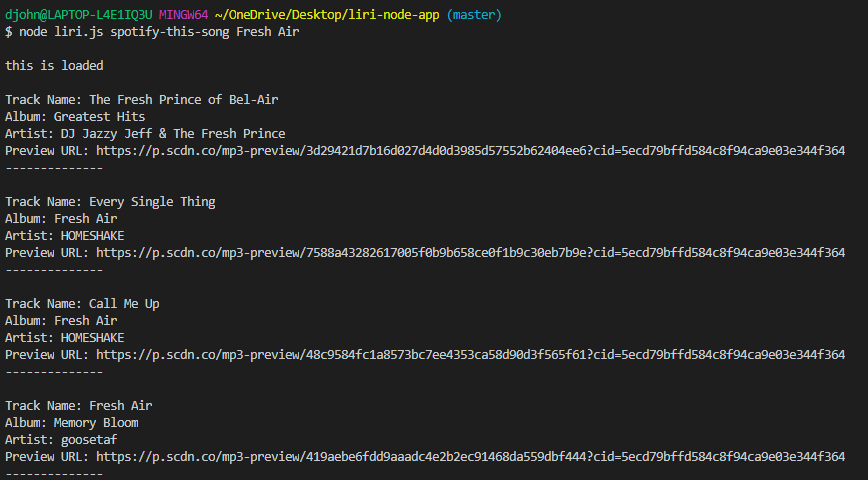 djohn@LAPTOP-L4E1IQ3U MINGW64 ~/OneDrive/Desktop/liri-node-app (master)
$ node liri.js spotify-this-song Fresh Air
this is loaded
Track Name: The Fresh Prince of Bel-Air
Album: Greatest Hits
Artist: DJ Jazzy Jeff & The Fresh Prince
Preview URL: https://p.scdn.co/mp3-preview/3d29421d7b16d027d4d0d3985d57552b62404ee6?cid=5ecd79bffd584c8f94ca9e03e344f364
--------------
Track Name: Every Single Thing
Album: Fresh Air
Artist: HOMESHAKE
Preview URL: https://p.scdn.co/mp3-preview/7588a43282617005f0b9b658ce0f1b9c30eb7b9e?cid=5ecd79bffd584c8f94ca9e03e344f364
--------------
Track Name: Call Me Up
Album: Fresh Air
Artist: HOMESHAKE
Preview URL: https://p.scdn.co/mp3-preview/48c9584fc1a8573bc7ee4353ca58d90d3f565f61?cid=5ecd79bffd584c8f94ca9e03e344f364
--------------
Track Name: Fresh Air
Album: Memory Bloom
Artist: goosetaf
Preview URL: https://p.scdn.co/mp3-preview/419aebe6fdd9aaadc4e2b2ec91468da559dbf444?cid=5ecd79bffd584c8f94ca9e03e344f364
--------------